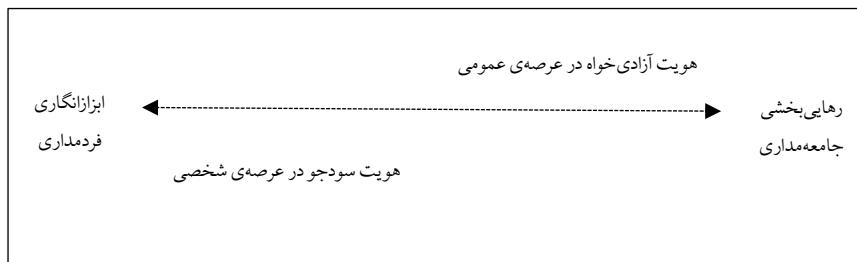 هویت آزادی‌خواه در عرصه‌ی عمومی
رهایی‌بخشی
جامعه‌مداری
ابزارانگاری
فردمداری
هویت سودجو در عرصه‌ی شخصی